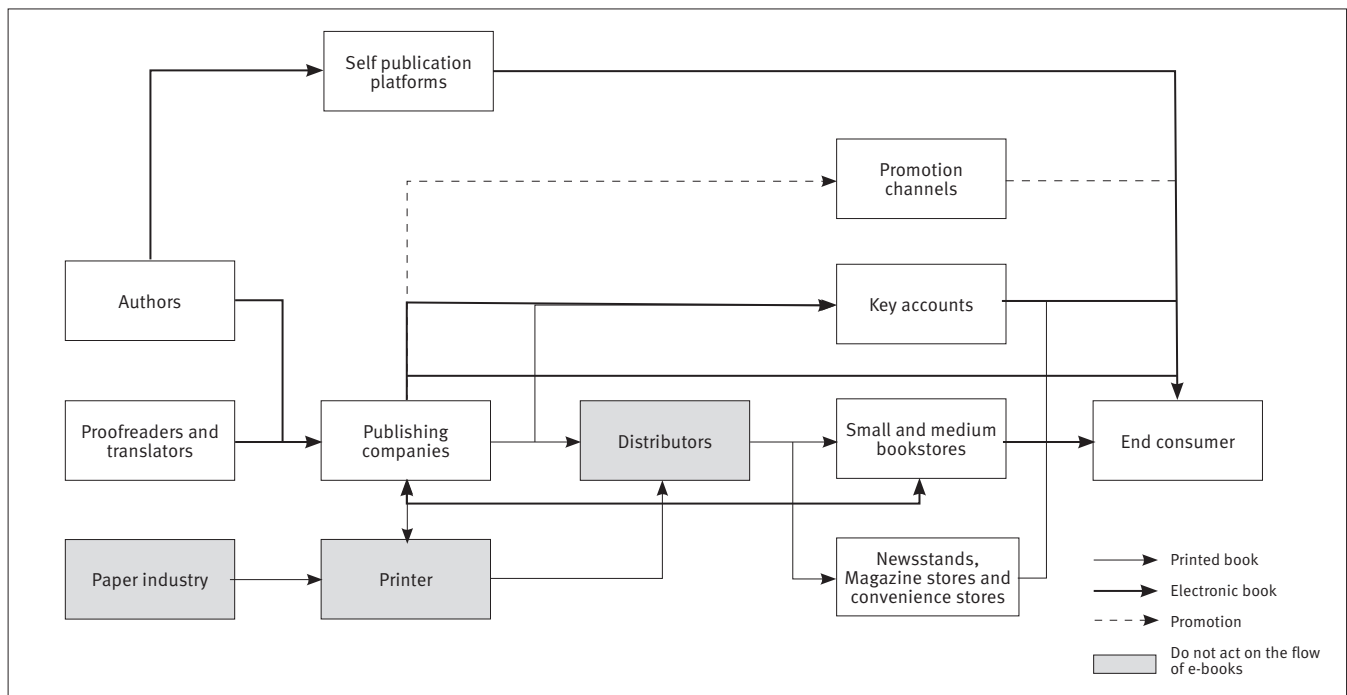 Self publication
platforms
Promotion
channels
Authors
Key accounts
Proofreaders and
translators
Publishing
companies
Distributors
Small and medium
bookstores
End consumer
Paper industry
Printer
Newsstands,
Magazine stores and
convenience stores
Printed book
Electronic book
Promotion
Do not act on the flow
of e-books